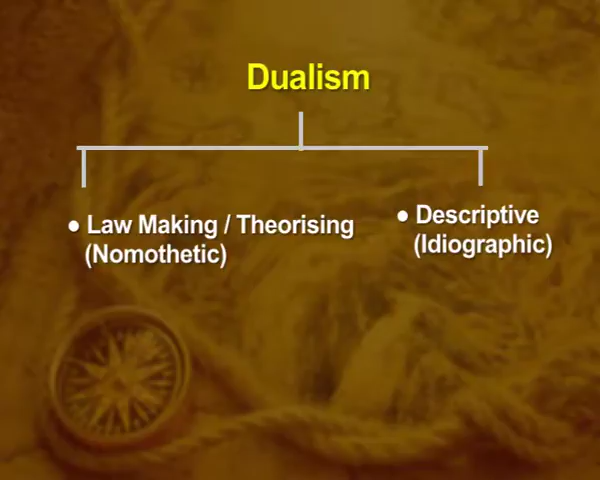 Dualism
● Law Making / Theorising
(Nomothetic)
● Descriptive
(Idiographic)